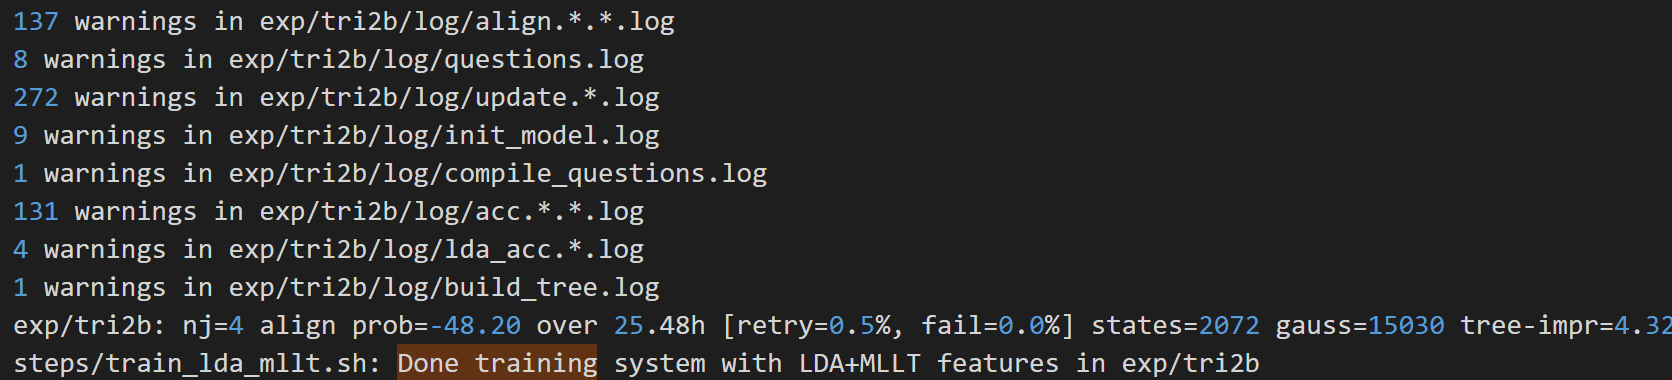 137 warnings in exp/tri2b/log/align.*.*.log
8 warnings in exp/tri2b/log/questions.log
272 warnings in exp/tri2b/log/update.*.log
9 warnings in exp/tri2b/log/init_model.log
1 warnings in exp/tri2b/log/compile_questions.log
131 warnings in exp/tri2b/log/acc.*.*.log
4 warnings in exp/tri2b/log/lda_acc.*.log
1 warnings in exp/tri2b/log/build_tree.log
exp/tri2b: nj=4 align prob=-48.20 over 25.48h [retry=0.5%, fail=0.0%] states=2072 gauss=15030 tree-impr=4.32
steps/train_lda_mllt.sh: Done training system with LDA+MLLT features in exp/tri2b